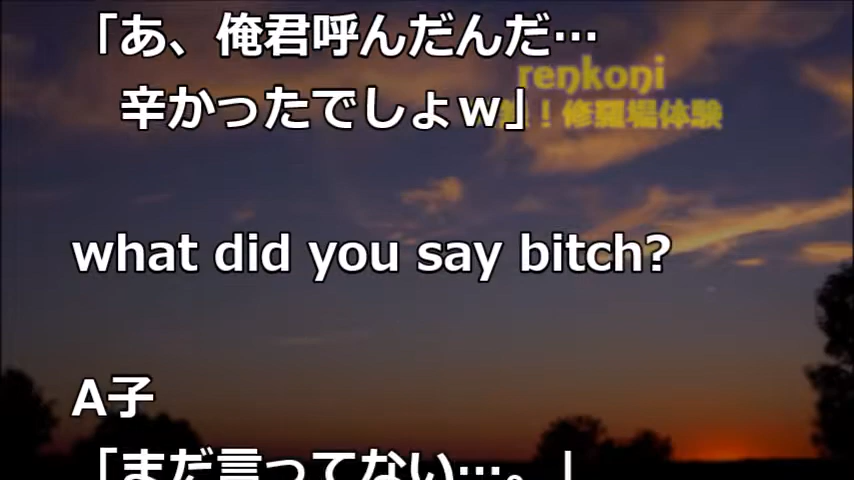 「あ、俺君呼んだんだ…
辛かったでしょｗ」
renkoni
！修羅場体験
what did you say bitch?
A子
「まだ言ってない…。」